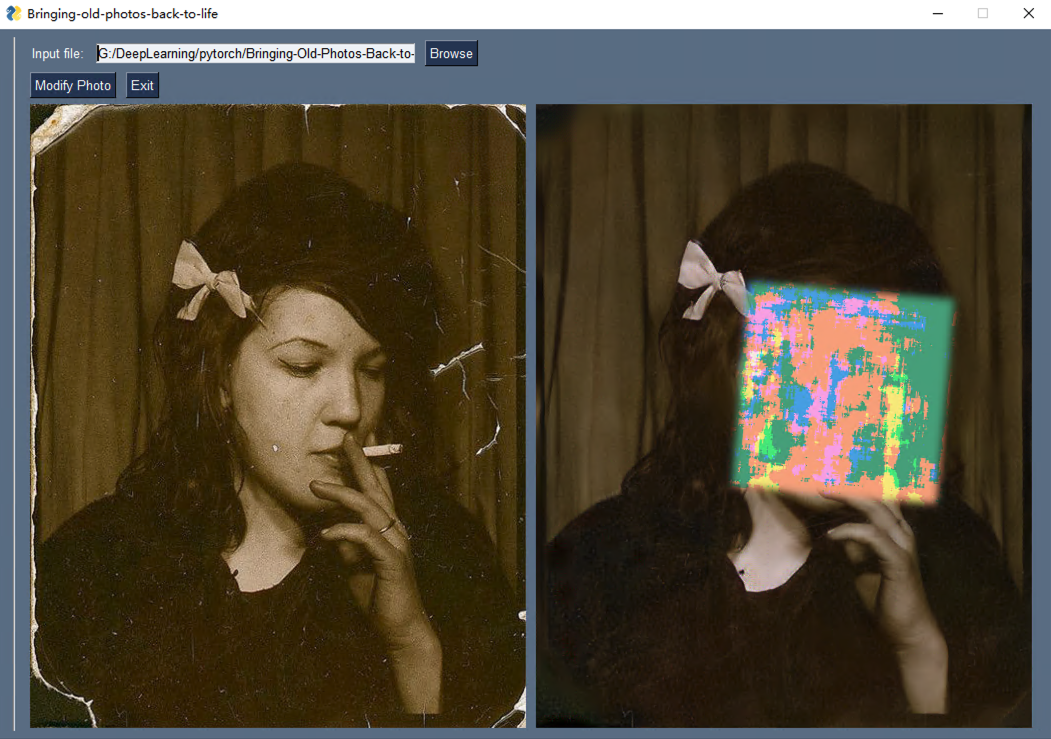 Bringing-old-photos-back-to-life
Input file: G:/DeepLearning/pytorch/Bringing-Old-Photos-Back-to- Browse
Modify Photo Exit